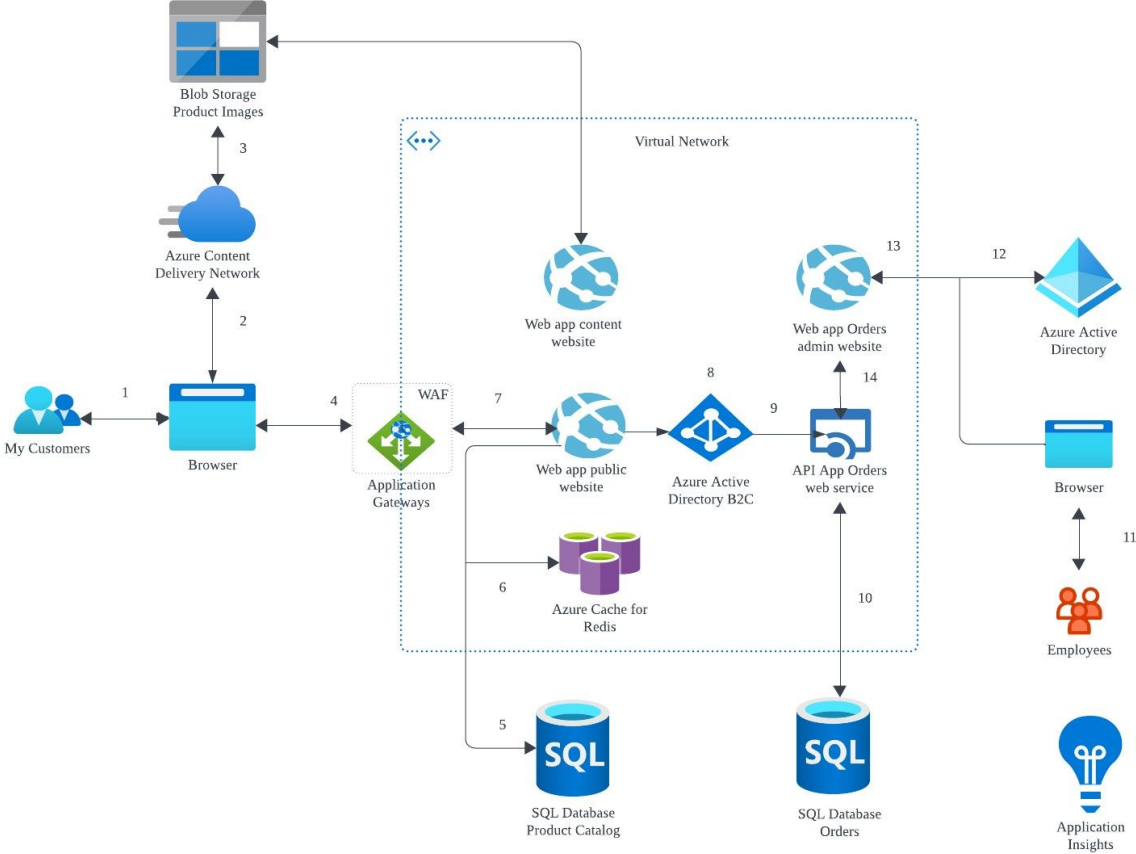 Blob Storage
Product Images
3
Virtual Network
Azure Content
Delivery Network
2
Web app content
website
13
Web app Orders
admin website
12
Azure Active
Directory
1
My Customers
Browser
4
WAF
Application
Gateways
7
Web app public
website
8
Azure Active
Directory B2C
9
14
API App Orders
web service
Browser
11
Employees
6
Azure Cache for
Redis
10
5
SQL
SQL Database
Product Catalog
SQL
SQL Database
Orders
Application
Insights